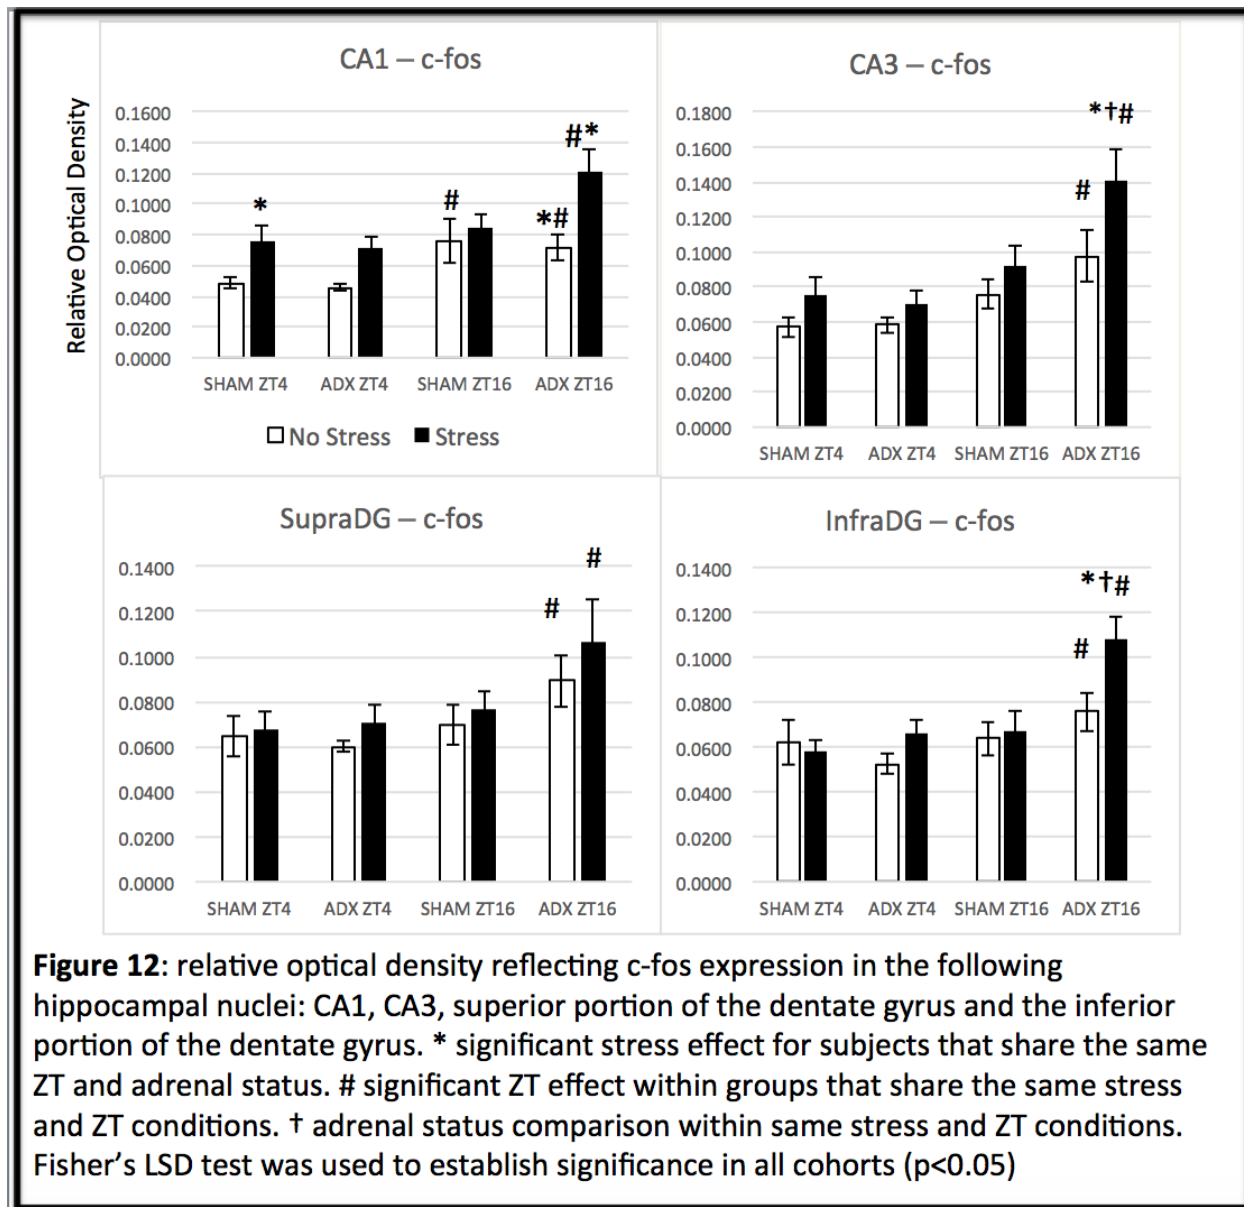 CA1 – c-fos
Relative Optical Density
0.1600
0.1400
0.1200
0.1000
0.0800
0.0600
0.0400
0.0200
0.0000
*
#
*#
#*
SHAM ZT4 ADX ZT4 SHAM ZT16 ADX ZT16
No Stress Stress
CA3 – c-fos
0.1800
0.1600
0.1400
0.1200
0.1000
0.0800
0.0600
0.0400
0.0200
0.0000
#
*†#
SHAM ZT4 ADX ZT4 SHAM ZT16 ADX ZT16
SupraDG – c-fos
0.1400
0.1200
0.1000
0.0800
0.0600
0.0400
0.0200
0.0000
#
#
SHAM ZT4 ADX ZT4 SHAM ZT16 ADX ZT16
InfraDG – c-fos
0.1400
0.1200
0.1000
0.0800
0.0600
0.0400
0.0200
0.0000
#
*†#
SHAM ZT4 ADX ZT4 SHAM ZT16 ADX ZT16
Figure 12: relative optical density reflecting c-fos expression in the following
hippocampal nuclei: CA1, CA3, superior portion of the dentate gyrus and the inferior
portion of the dentate gyrus. * significant stress effect for subjects that share the same
ZT and adrenal status. # significant ZT effect within groups that share the same stress
and ZT conditions. † adrenal status comparison within same stress and ZT conditions.
Fisher's LSD test was used to establish significance in all cohorts (p<0.05)